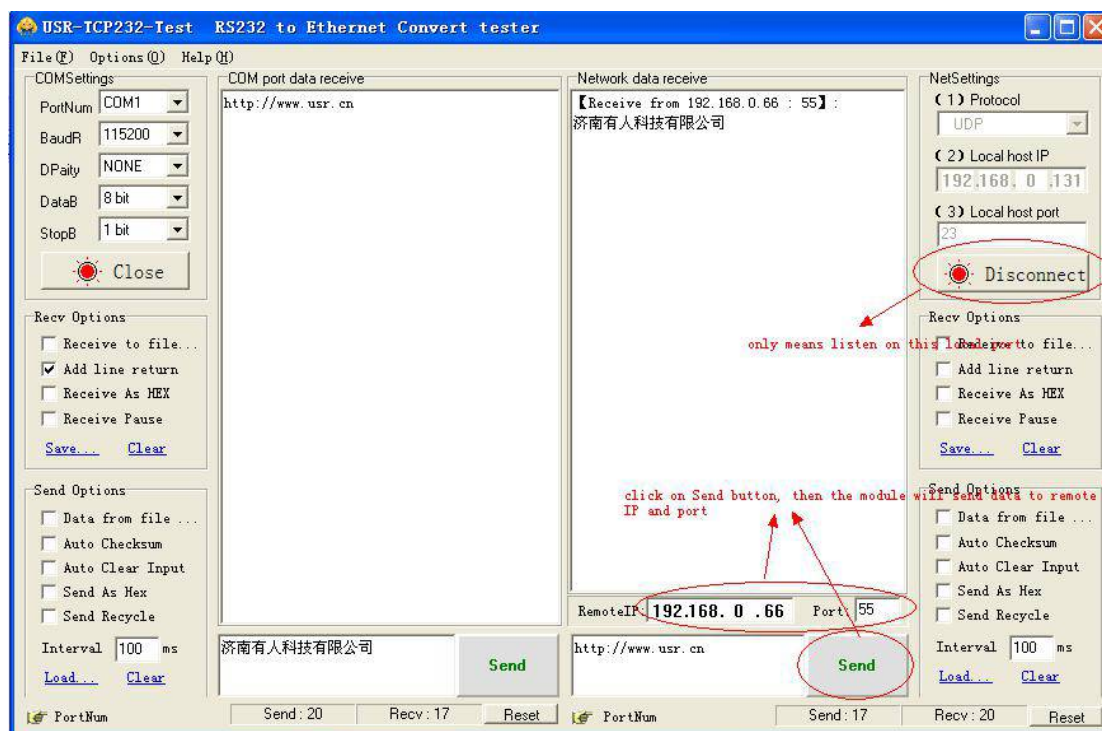 USR-TCP232-Test RS232 to Ethernet Convert tester
File(F) Options(O) Help(H)
COMSettings
PortNum COM1
BaudR 115200
DPaity NONE
DataB 8 bit
StopB 1 bit
Close
Recv Options
Receive to file...
Add line return
Receive As HEX
Receive Pause
Save... Clear
Send Options
Data from file ...
Auto Checksum
Auto Clear Input
Send As Hex
Send Recycle
Interval 100 ms
Load... Clear
COM port data receive
http://www.usr.cn
济南有人科技有限公司
Send
PortNum Send : 20 Recv : 17 Reset
Network data receive
【Receive from 192.168.0.66 : 55】:
济南有人科技有限公司
only means listen on this local port
click on Send button, then the module will send data to remote
IP and port
RemoteIP: 192.168. 0 .66 Port: 55
http://www.usr.cn
Send
PortNum Send : 17 Recv : 20 Reset
NetSettings
( 1 ) Protocol
UDP
( 2 ) Local host IP
192.168. 0 .131
( 3 ) Local host port
23
Disconnect
Recv Options
Receive to file...
Add line return
Receive As HEX
Receive Pause
Save... Clear
Send Options
Data from file ...
Auto Checksum
Auto Clear Input
Send As Hex
Send Recycle
Interval 100 ms
Load... Clear